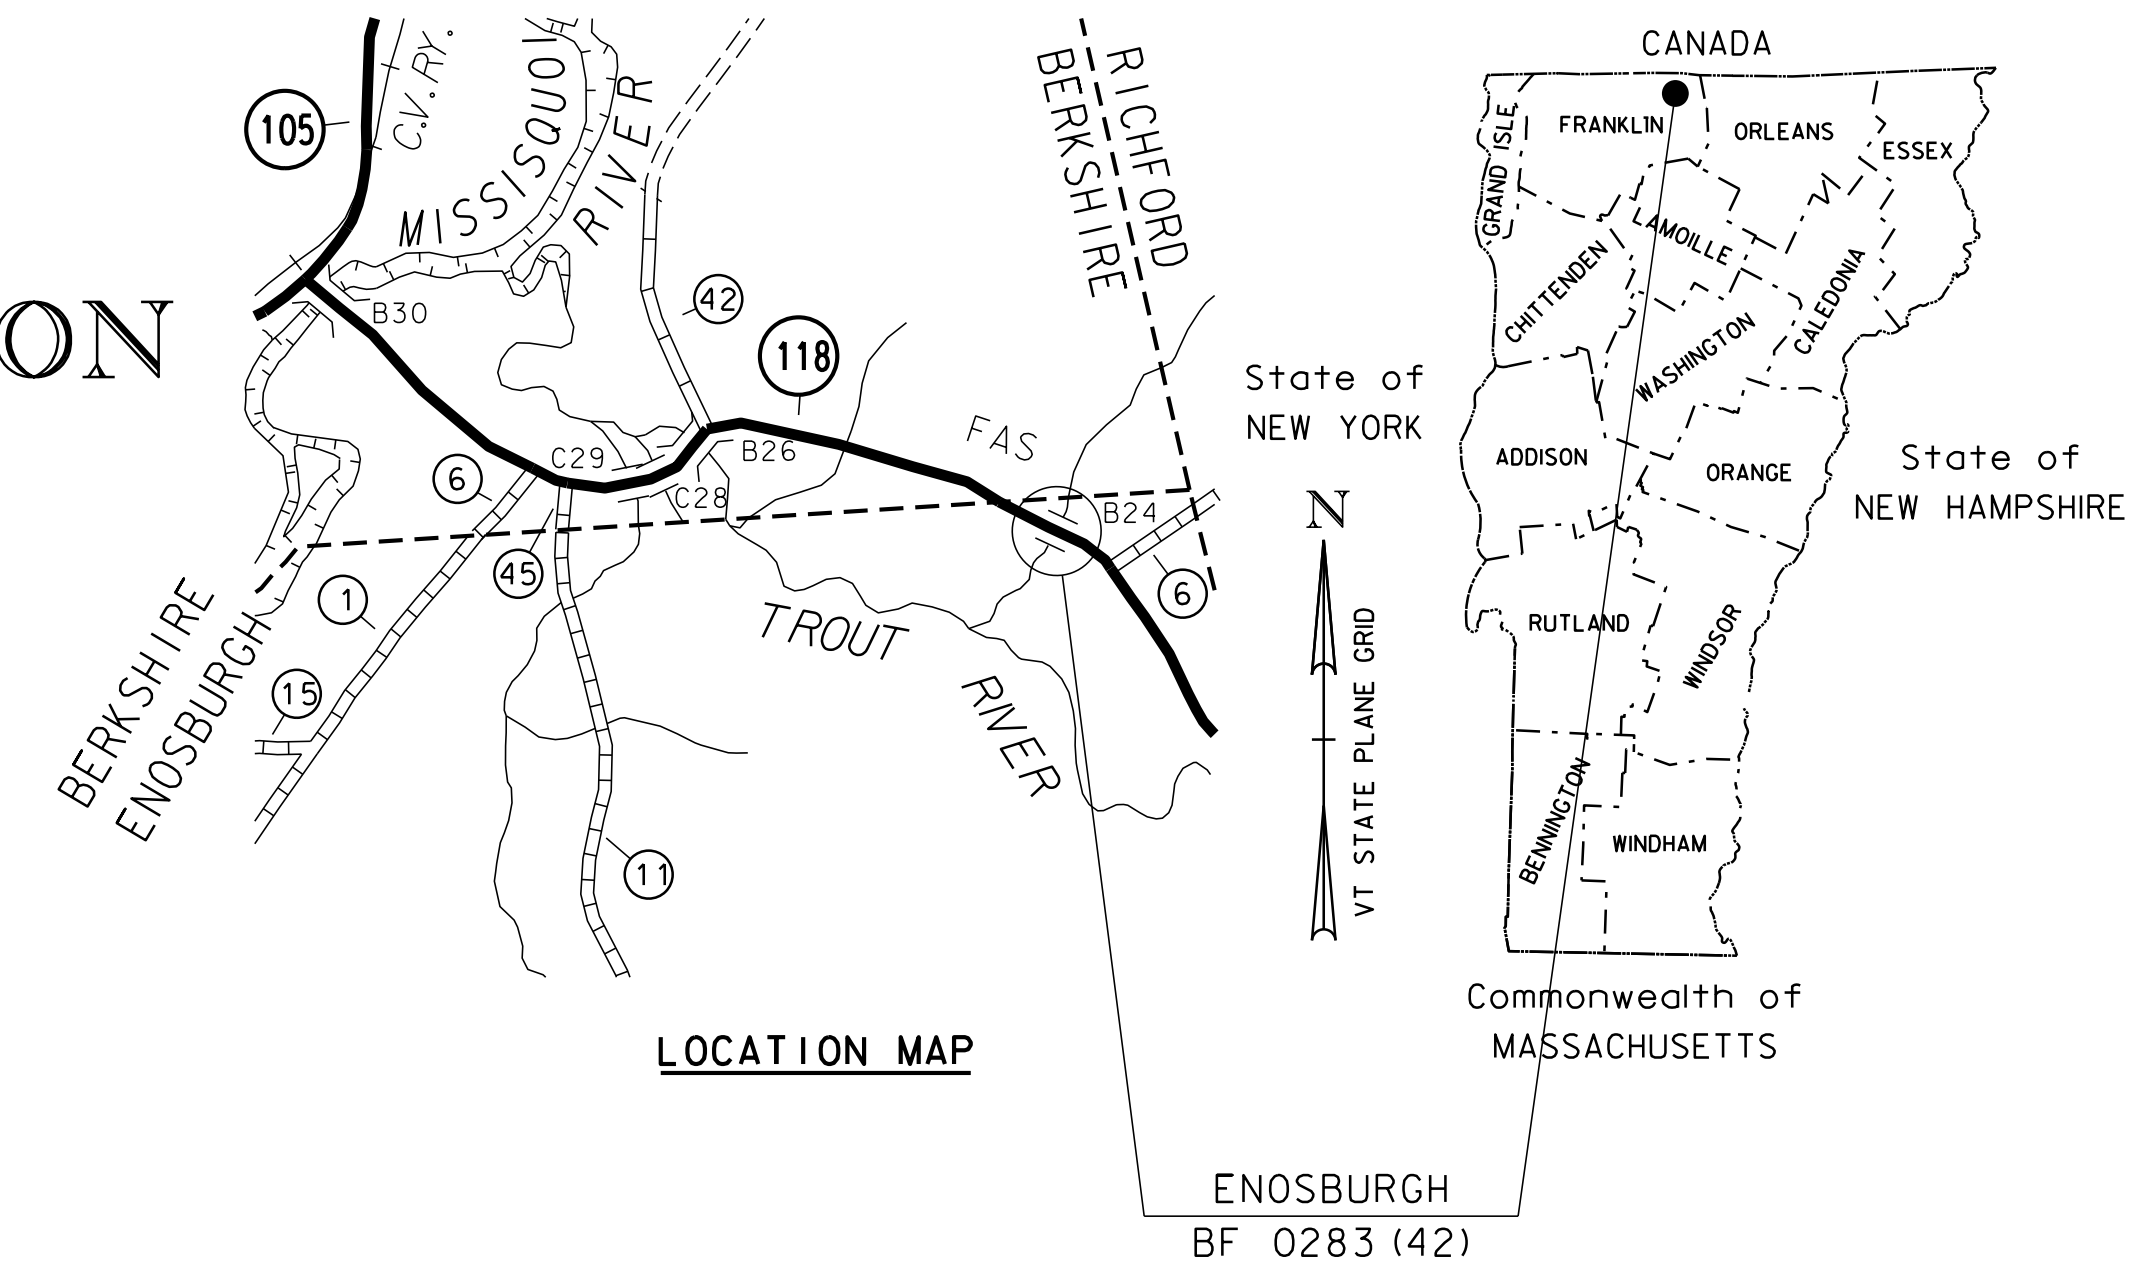 ON
105
C.V. RY.
MISSISQUOI
RIVER
RICHFORD
BERKSHIRE
B30
42
118
FAS
C29
B26
6
C28
B24
45
6
1
15
11
TROUT
RIVER
BERKSHIRE
ENOSBURGH
LOCATION MAP
CANADA
GRAND ISLE
FRANKLIN
ORLEANS
ESSEX
LAMOILLE
CHITTENDEN
CALEDONIA
WASHINGTON
State of
NEW YORK
ADDISON
ORANGE
State of
NEW HAMPSHIRE
N
VT STATE PLANE GRID
RUTLAND
WINDSOR
BENNINGTON
WINDHAM
Commonwealth of
MASSACHUSETTS
ENOSBURGH
BF 0283 (42)